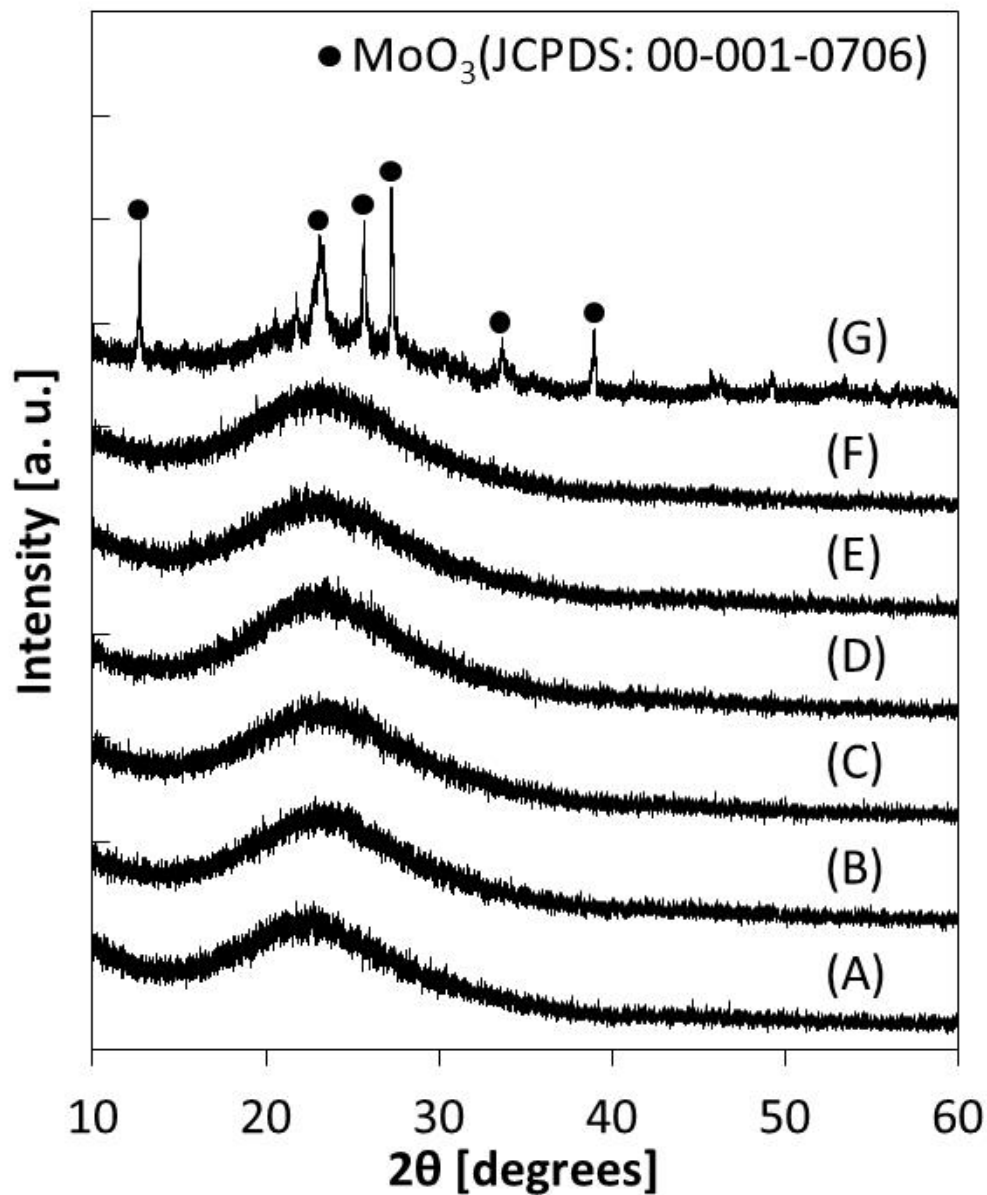 ● MoO₃(JCPDS: 00-001-0706)
(G)
(F)
(E)
(D)
(C)
(B)
(A)
Intensity [a. u.]
10 20 30 40 50 60
2θ [degrees]